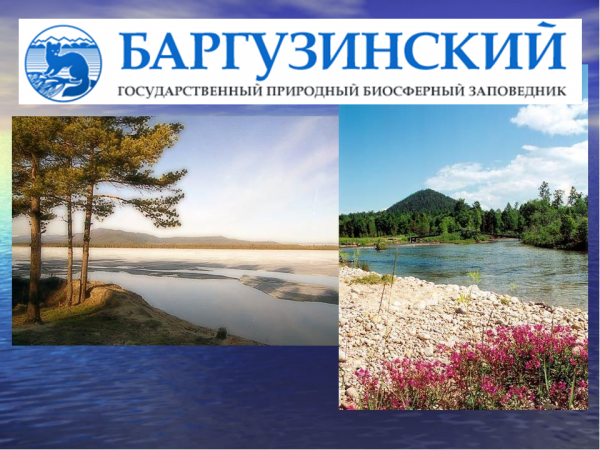 БАРГУЗИНСКИЙ
ГОСУДАРСТВЕННЫЙ ПРИРОДНЫЙ БИОСФЕРНЫЙ ЗАПОВЕДНИК